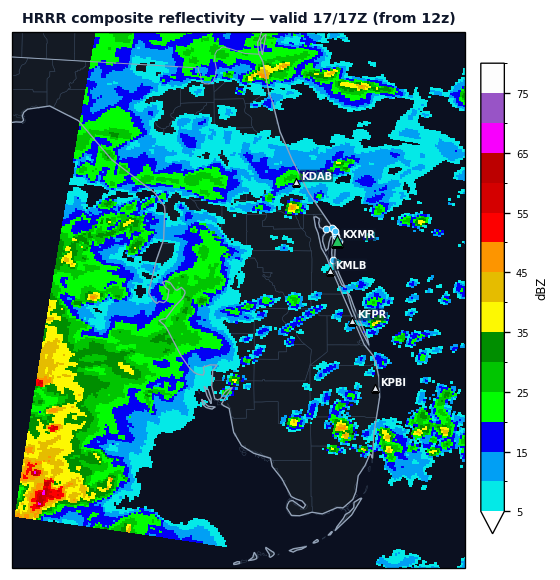 HRRR composite reflectivity — valid 17/17Z (from 12z)
KDAB
KXMR
KMLB
KFPR
KPBI
75
65
55
45
35
25
15
5
dBZ